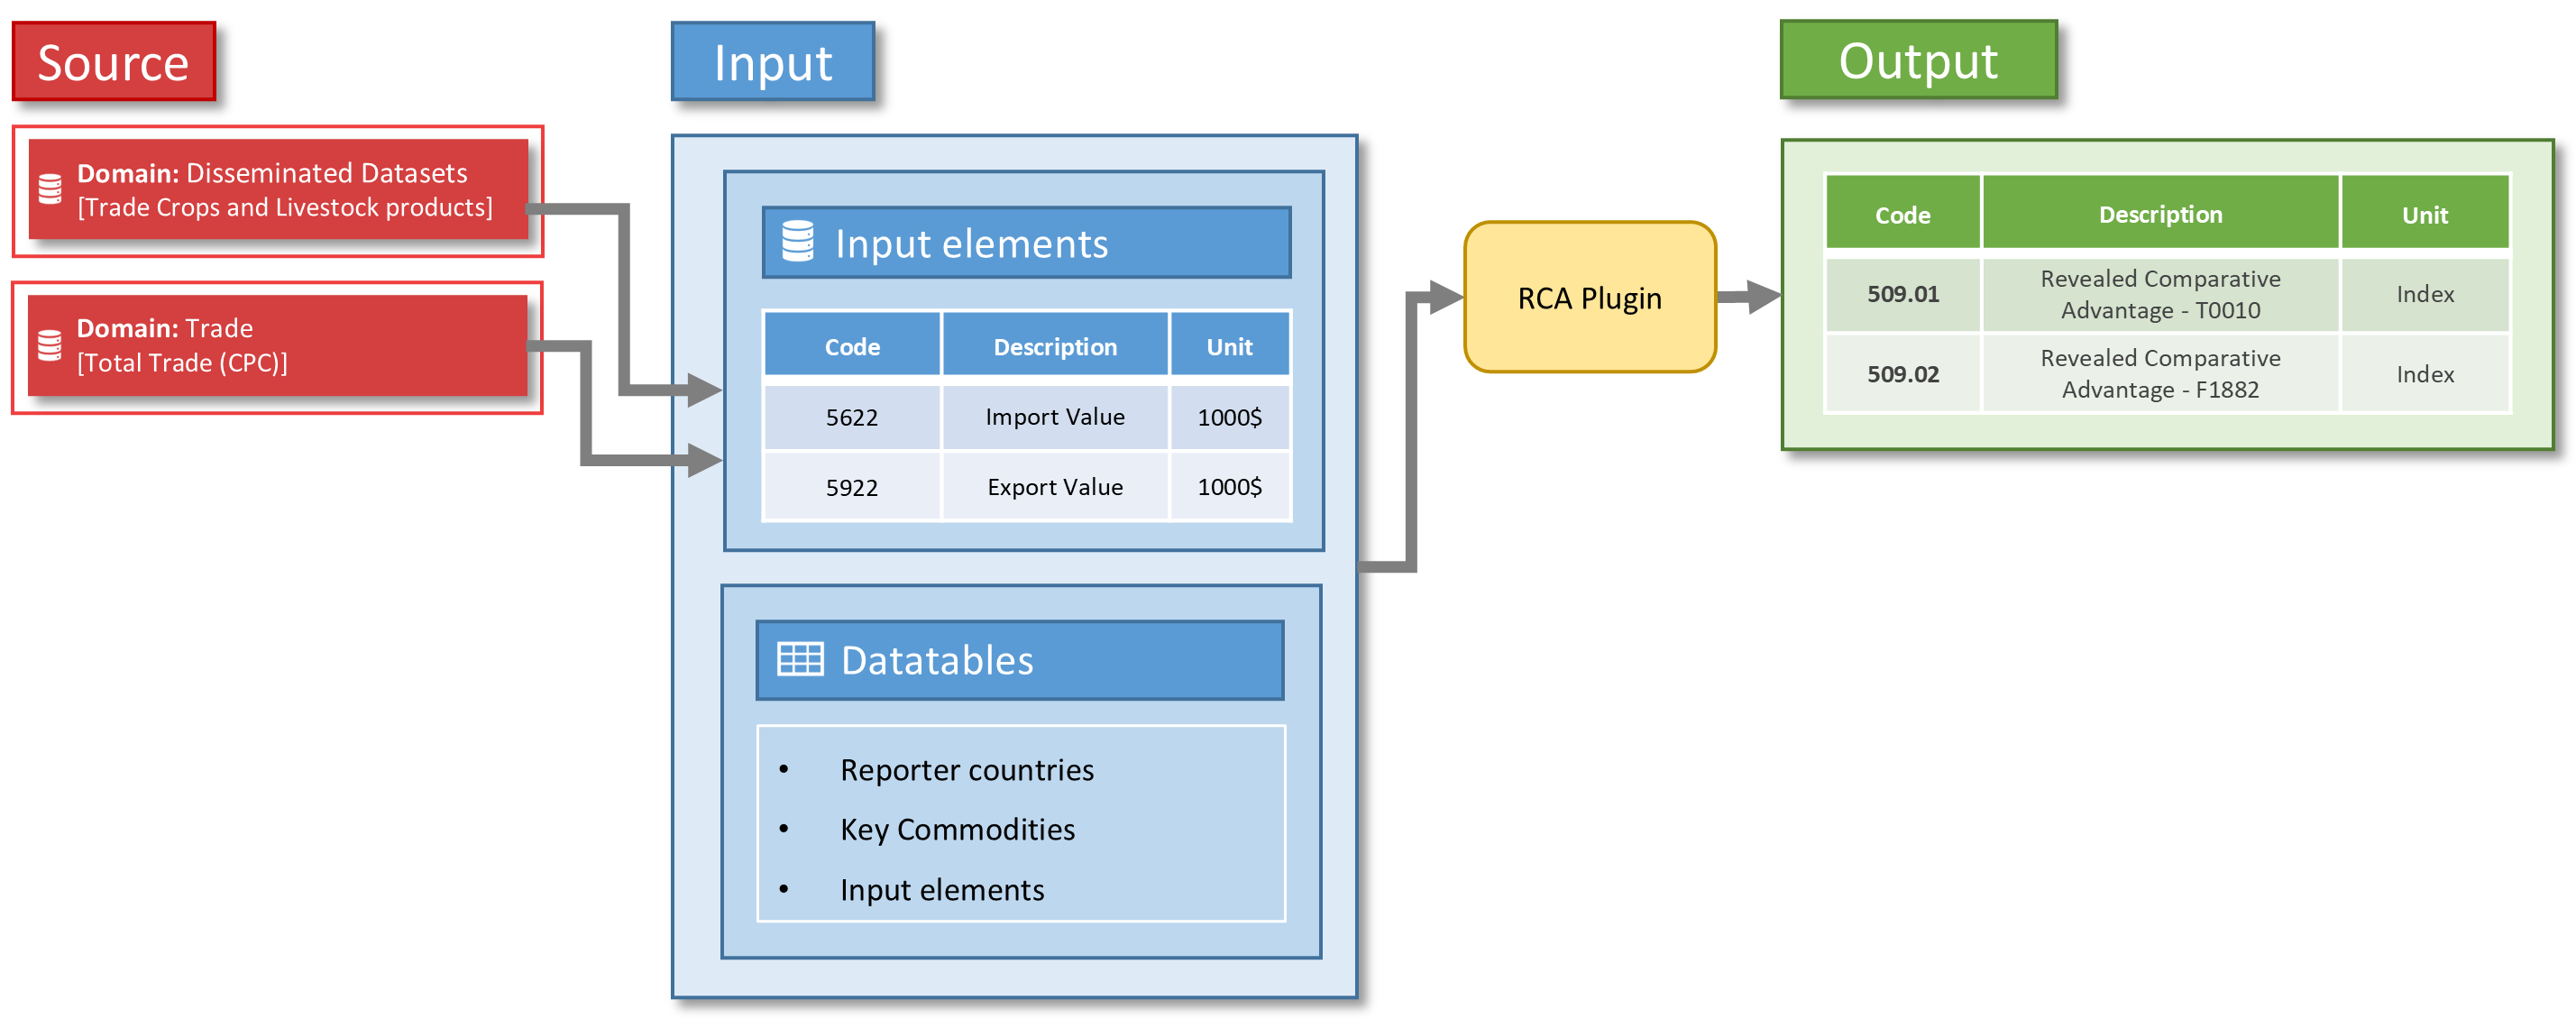 Source
Domain: Disseminated Datasets
[Trade Crops and Livestock products]
Domain: Trade
[Total Trade (CPC)]
Input
Input elements
Code Description Unit
5622 Import Value 1000$
5922 Export Value 1000$
Datatables
• Reporter countries
• Key Commodities
• Input elements
RCA Plugin
Output
Code Description Unit
509.01 Revealed Comparative Index
Advantage - T0010
509.02 Revealed Comparative Index
Advantage - F1882